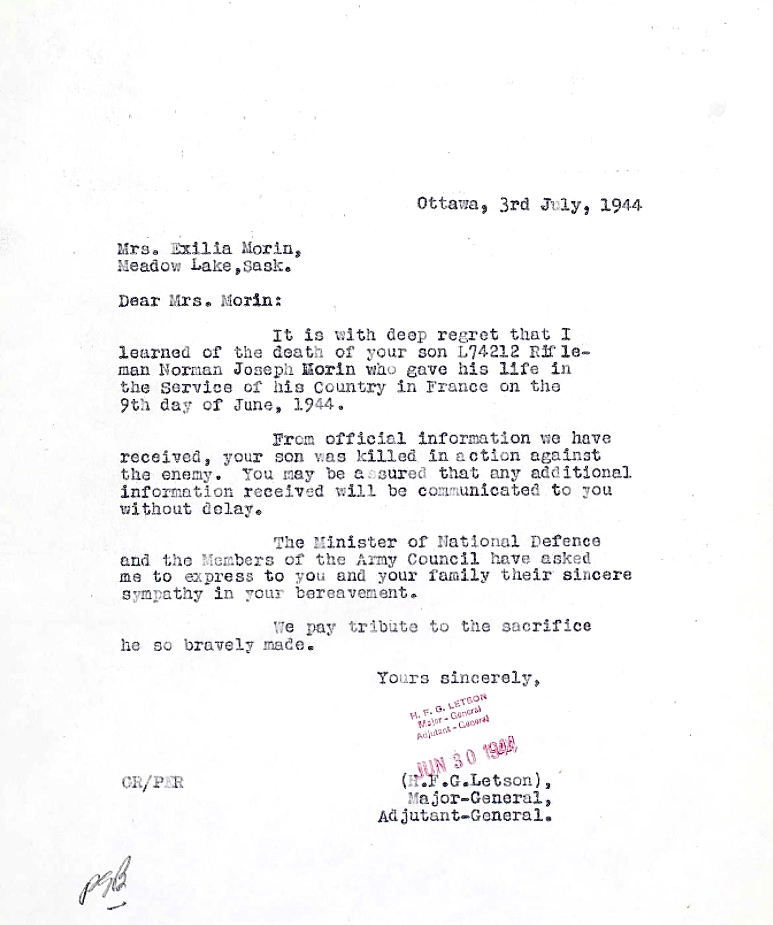 Ottawa, 3rd July, 1944
Mrs. Exilia Morin,
Meadow Lake,Sask.
Dear Mrs. Morin:
It is with deep regret that I
learned of the death of your son L74212 Rifle-
man Norman Joseph Morin who gave his life in
the Service of his Country in France on the
9th day of June, 1944.
From official information we have
received, your son was killed in action against
the enemy. You may be assured that any additional
information received will be communicated to you
without delay.
The Minister of National Defence
and the Members of the Army Council have asked
me to express to you and your family their sincere
sympathy in your bereavement.
We pay tribute to the sacrifice
he so bravely made.
Yours sincerely,
H. F. G. LETSON
Major - General
Adjutant - General
JUN 30 1944
GR/PER
(H.F.G.Letson),
Major-General,
Adjutant-General.